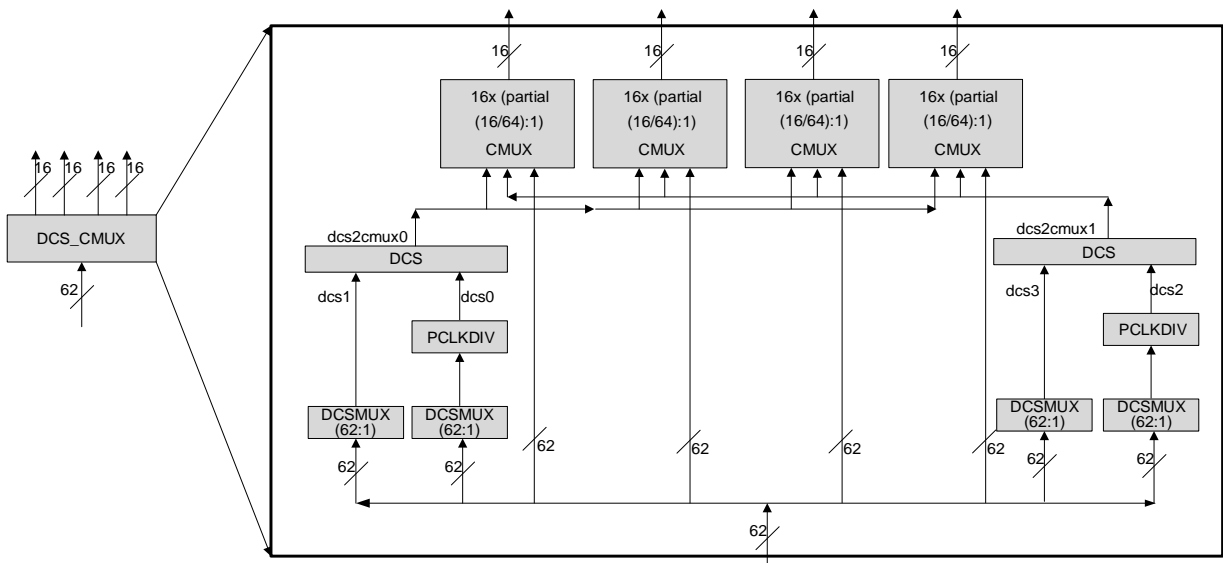 16 16 16 16
16x (partial (16/64):1) CMUX
16x (partial (16/64):1) CMUX
16x (partial (16/64):1) CMUX
16x (partial (16/64):1) CMUX
16 16 16 16
DCS_CMUX
62
dcs2cmux0
DCS
dcs1
dcs0
PCLKDIV
DCSMUX
(62:1)
DCSMUX
(62:1)
dcs2cmux1
DCS
dcs3
dcs2
PCLKDIV
DCSMUX
(62:1)
DCSMUX
(62:1)
62 62 62 62 62 62 62 62
62